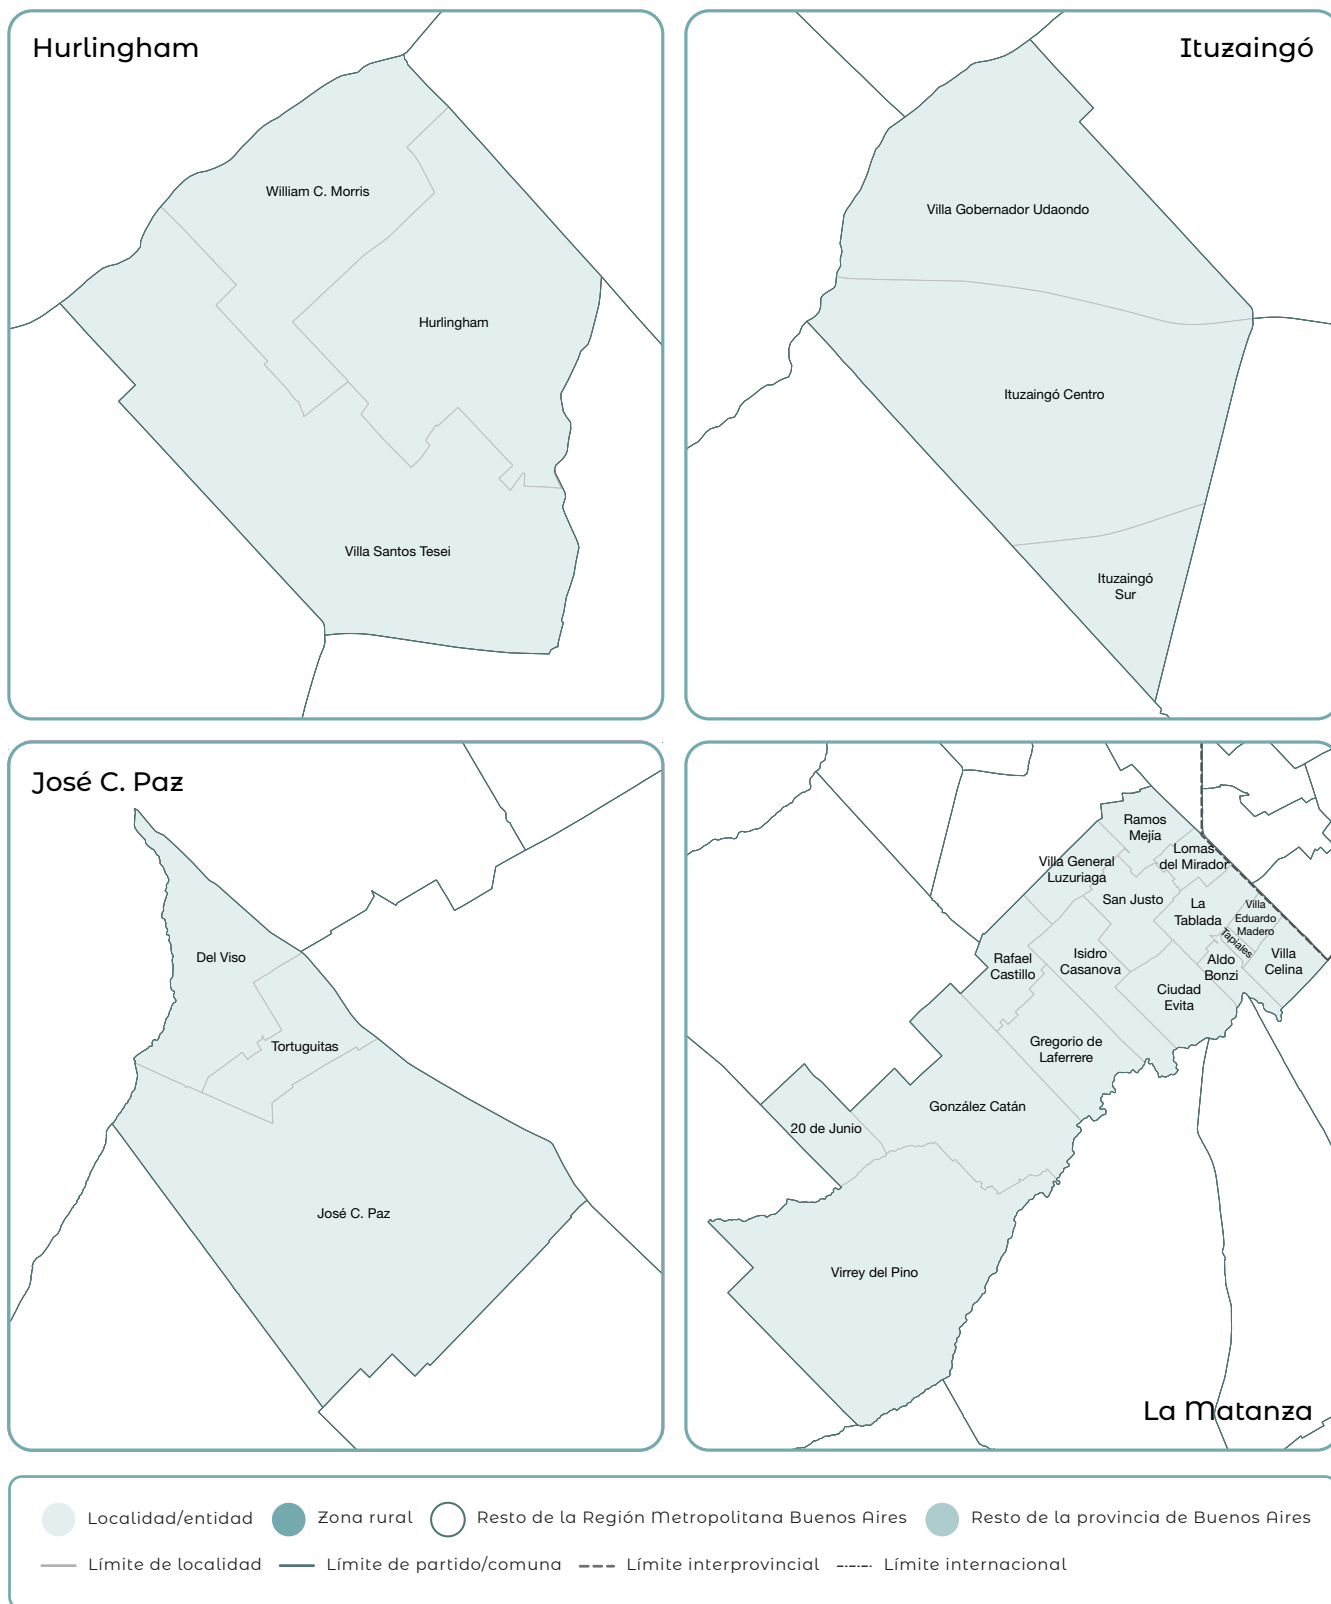 Hurlingham
William C. Morris
Hurlingham
Villa Santos Tesei
Ituzaingó
Villa Gobernador Udaondo
Ituzaingó Centro
Ituzaingó
Sur
José C. Paz
Del Viso
Tortuguitas
José C. Paz
Ramos
Mejía
Lomas
del Mirador
Villa General
Luzuriaga
San Justo
La
Tablada
Villa
Eduardo
Madero
Tapiales
Villa
Celina
Aldo
Bonzi
Rafael
Castillo
Isidro
Casanova
Ciudad
Evita
Gregorio de
Laferrere
González Catán
20 de Junio
Virrey del Pino
La Matanza
Localidad/entidad
Zona rural
Resto de la Región Metropolitana Buenos Aires
Resto de la provincia de Buenos Aires
Límite de localidad
Límite de partido/comuna
Límite interprovincial
Límite internacional